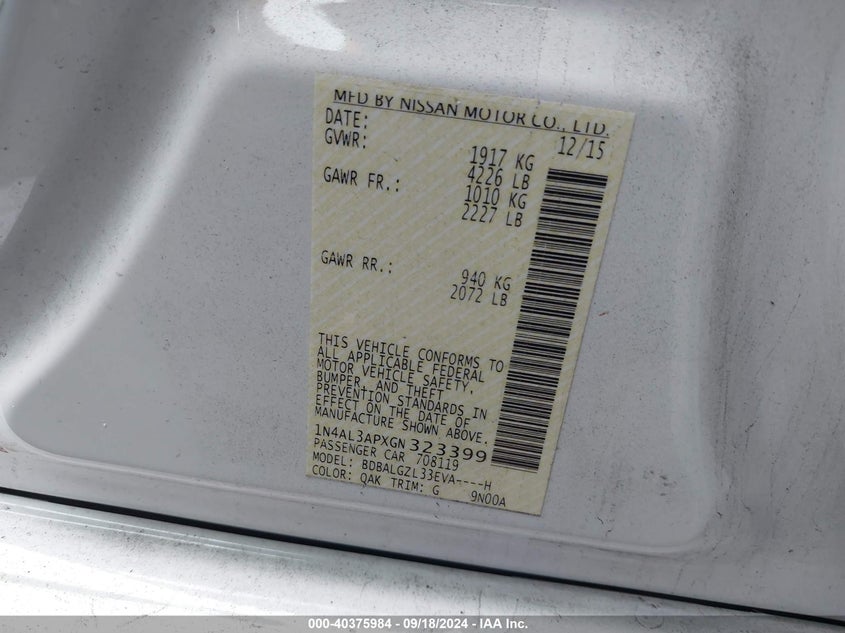 MFD BY NISSAN MOTOR CO., LTD.
DATE: 12/15
GVWR: 1917 KG
4226 LB
GAWR FR.: 1010 KG
2227 LB
GAWR RR.: 940 KG
2072 LB
THIS VEHICLE CONFORMS TO
ALL APPLICABLE FEDERAL
MOTOR VEHICLE SAFETY,
BUMPER, AND THEFT
PREVENTION STANDARDS IN
EFFECT ON THE DATE OF
MANUFACTURE SHOWN ABOVE.
1N4AL3APXGN323399
PASSENGER CAR 708119
MODEL: BDBALGZL33EVA----H
COLOR: QAK TRIM: G 9N00A
000-40375984 - 09/18/2024 - IAA Inc.